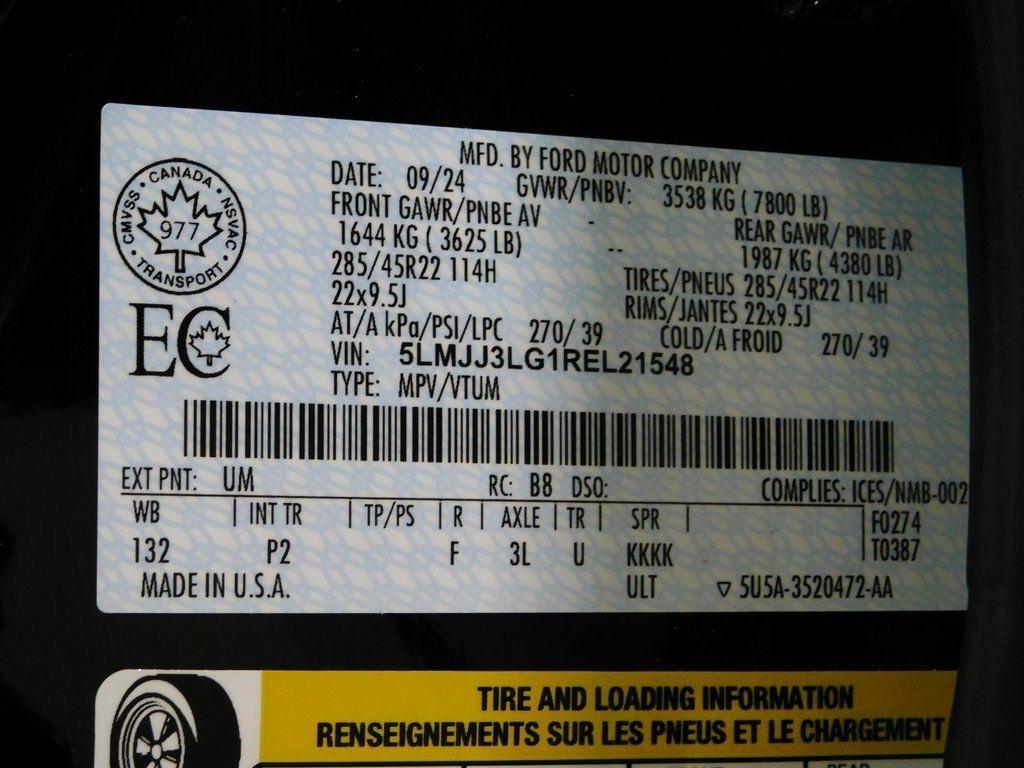 MFD. BY FORD MOTOR COMPANY
DATE: 09/24 GVWR/PNBV: 3538 KG ( 7800 LB)
FRONT GAWR/PNBE AV - REAR GAWR/ PNBE AR
1644 KG ( 3625 LB) -- 1987 KG ( 4380 LB)
285/45R22 114H TIRES/PNEUS 285/45R22 114H
22x9.5J RIMS/JANTES 22x9.5J
AT/A kPa/PSI/LPC 270/ 39 COLD/A FROID 270/ 39
VIN: 5LMJJ3LG1REL21548
TYPE: MPV/VTUM
CANADA
CMVSS • NSVAC
977
TRANSPORT
EC
EXT PNT: UM RC: B8 DSO: COMPLIES: ICES/NMB-002
WB | INT TR | TP/PS | R | AXLE | TR | SPR | F0274
132 P2 F 3L U KKKK T0387
MADE IN U.S.A. ULT ▽ 5U5A-3520472-AA
TIRE AND LOADING INFORMATION
RENSEIGNEMENTS SUR LES PNEUS ET LE CHARGEMENT